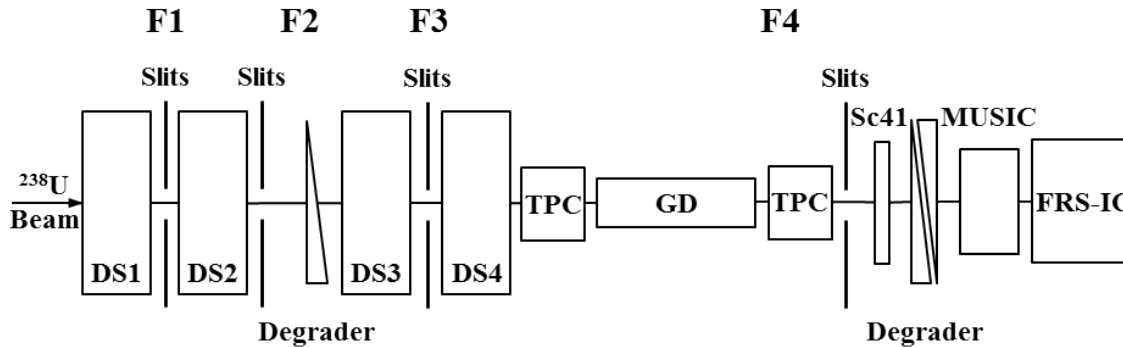 F1 F2 F3 F4
Slits Slits Slits Slits
Sc41 MUSIC
²³⁸U
Beam
TPC GD TPC FRS-IC
DS1 DS2 DS3 DS4
Degrader Degrader